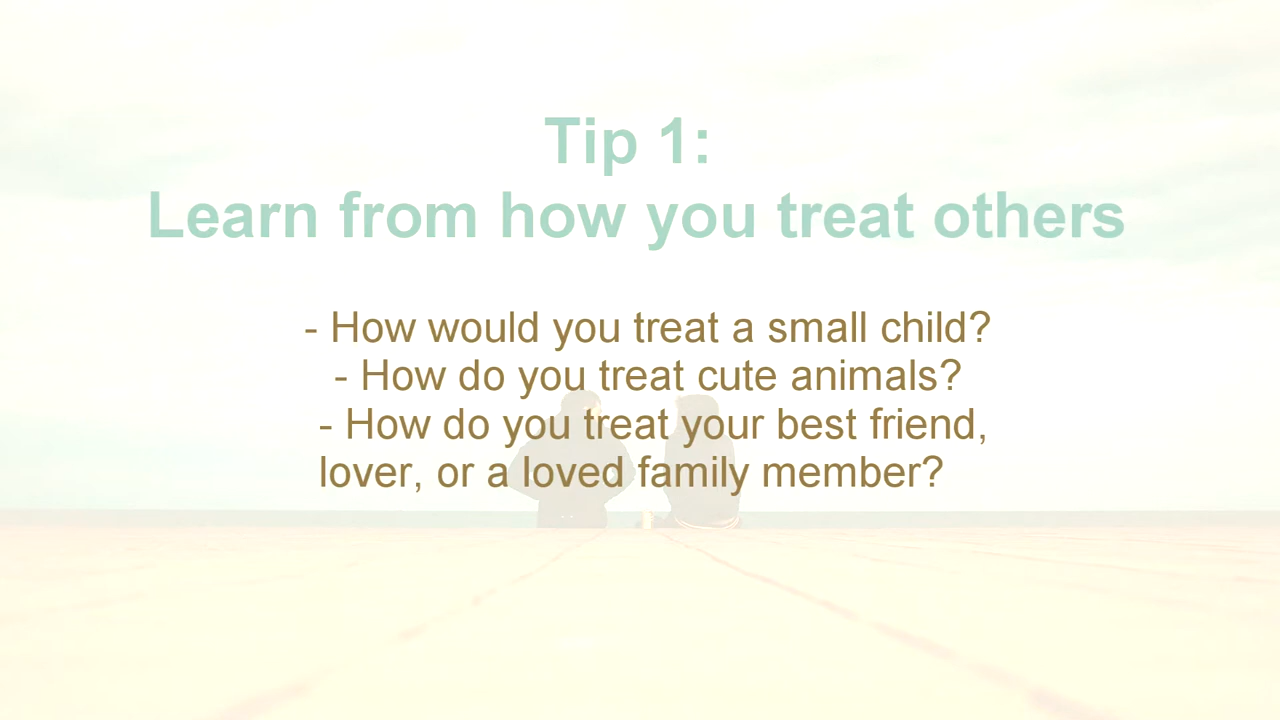 Tip 1:
Learn from how you treat others
- How would you treat a small child?
- How do you treat cute animals?
- How do you treat your best friend,
lover, or a loved family member?